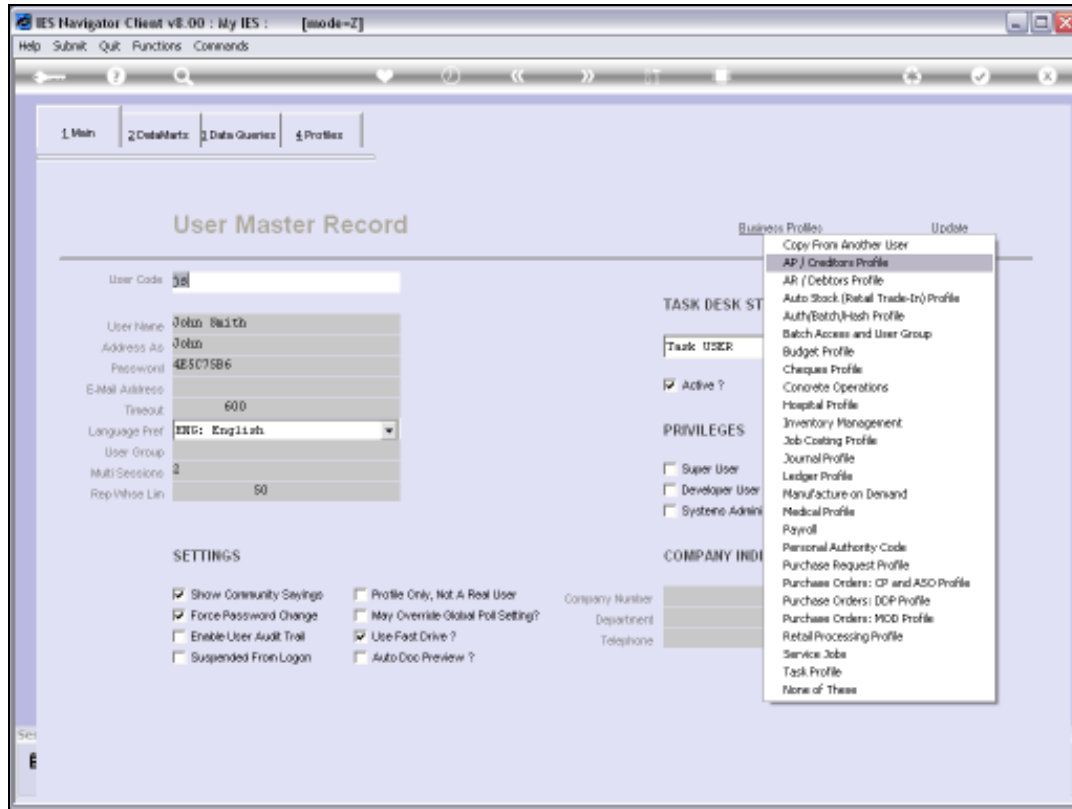 IES Navigator Client v8.00 : My IES : [mode=Z]
Help Submit Quit Functions Commands
1 Main 2 DataMarts 3 Data Queries 4 Profiles
User Master Record
Business Profiles Update
User Code js
User Name John Smith
Address As John
Password 4E5C75B6
E-Mail Address
Timeout 600
Language Pref ENG: English
User Group
Multi Sessions 2
Rep Whse Lim 50
TASK DESK ST
Task USER
Active ?
PRIVILEGES
Super User
Developer User
Systems Admini
SETTINGS
Show Community Sayings
Force Password Change
Enable User Audit Trail
Suspended From Logon
Profile Only, Not A Real User
May Override Global Poll Setting?
Use Fast Drive ?
Auto Doc Preview ?
COMPANY INDI
Company Number
Department
Telephone
Copy From Another User
AP / Creditors Profile
AR / Debtors Profile
Auto Stock (Retail Trade-In) Profile
Auth/Batch/Hash Profile
Batch Access and User Group
Budget Profile
Cheques Profile
Concrete Operations
Hospital Profile
Inventory Management
Job Costing Profile
Journal Profile
Ledger Profile
Manufacture on Demand
Medical Profile
Payroll
Personal Authority Code
Purchase Request Profile
Purchase Orders: CP and ASO Profile
Purchase Orders: DDP Profile
Purchase Orders: MOD Profile
Retail Processing Profile
Service Jobs
Task Profile
None of These